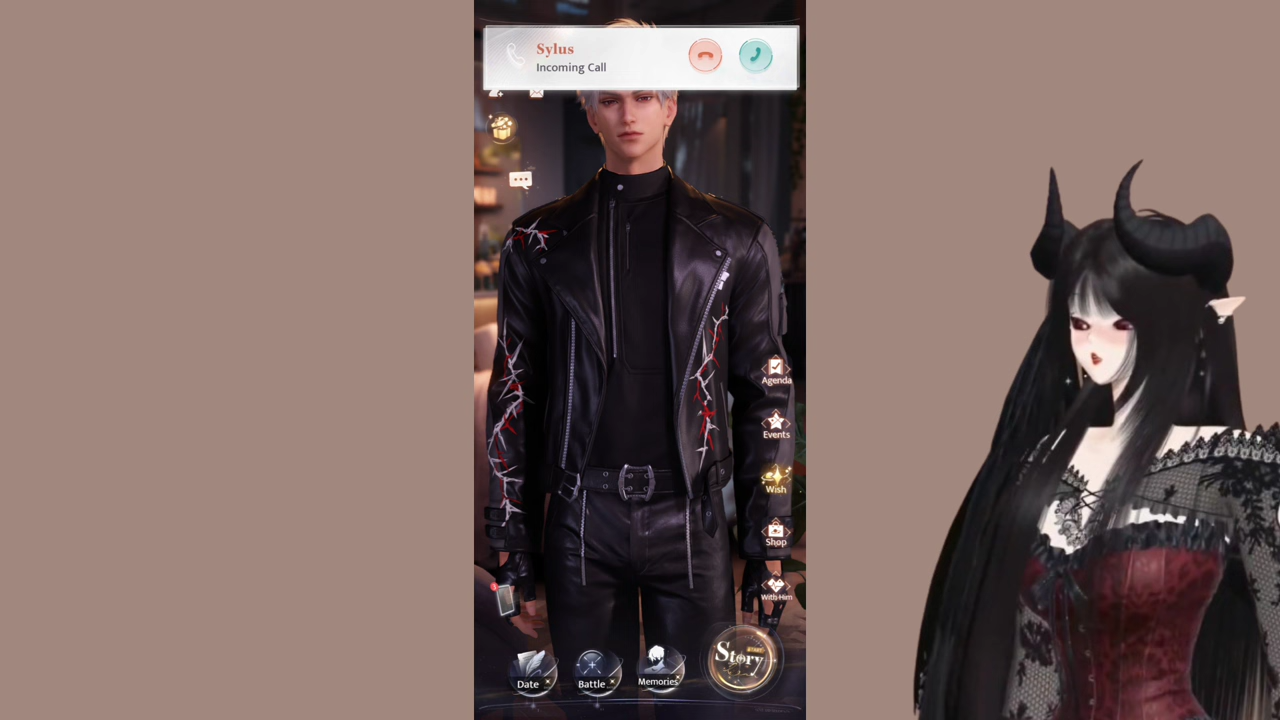 Sylus
Incoming Call
Agenda
Events
Wish
Shop
With Him
Story
Date
Battle
Memories